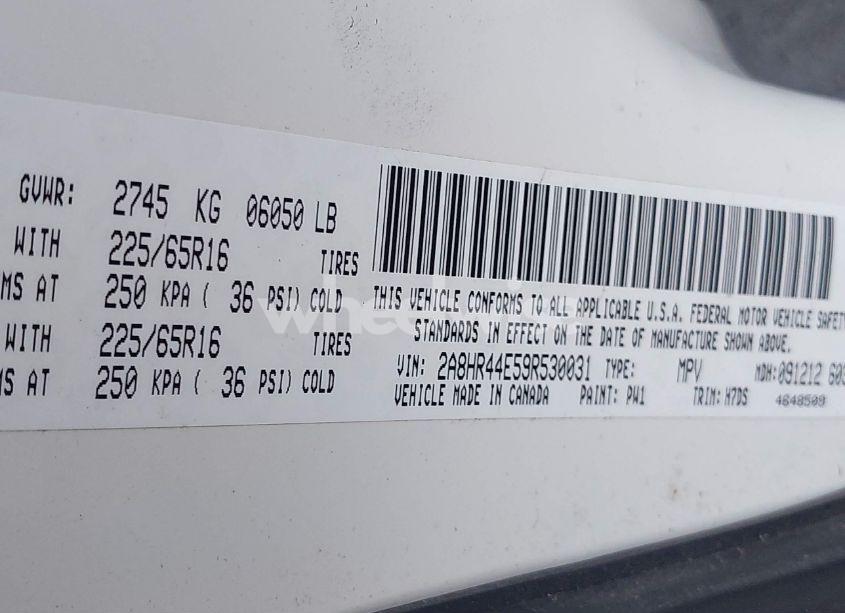 GVWR: 2745 KG 06050 LB
WITH 225/65R16 TIRES
MS AT 250 KPA ( 36 PSI) COLD
WITH 225/65R16 TIRES
MS AT 250 KPA ( 36 PSI) COLD
THIS VEHICLE CONFORMS TO ALL APPLICABLE U.S.A. FEDERAL MOTOR VEHICLE SAFETY
STANDARDS IN EFFECT ON THE DATE OF MANUFACTURE SHOWN ABOVE.
VIN: 2A8HR44E59R530031 TYPE: MPV MDH: 091212 603
VEHICLE MADE IN CANADA PAINT: PW1 TRIM: H7DS 4648509